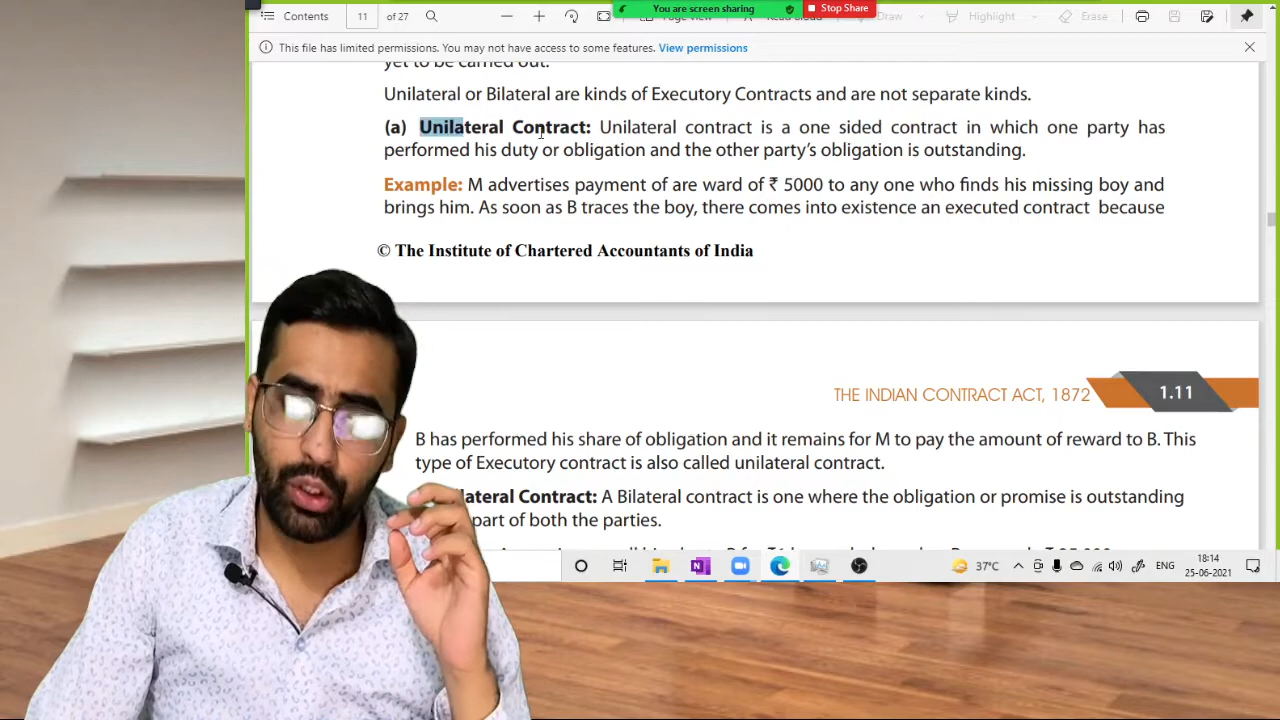 Contents 11 of 27
You are screen sharing Stop Share
Page view Read aloud Draw Highlight Erase
This file has limited permissions. You may not have access to some features. View permissions
yet to be carried out.
Unilateral or Bilateral are kinds of Executory Contracts and are not separate kinds.
(a) Unilateral Contract: Unilateral contract is a one sided contract in which one party has
performed his duty or obligation and the other party's obligation is outstanding.
Example: M advertises payment of are ward of ₹ 5000 to any one who finds his missing boy and
brings him. As soon as B traces the boy, there comes into existence an executed contract because
© The Institute of Chartered Accountants of India
THE INDIAN CONTRACT ACT, 1872 1.11
B has performed his share of obligation and it remains for M to pay the amount of reward to B. This
type of Executory contract is also called unilateral contract.
lateral Contract: A Bilateral contract is one where the obligation or promise is outstanding
part of both the parties.
37°C ENG 18:14
25-06-2021